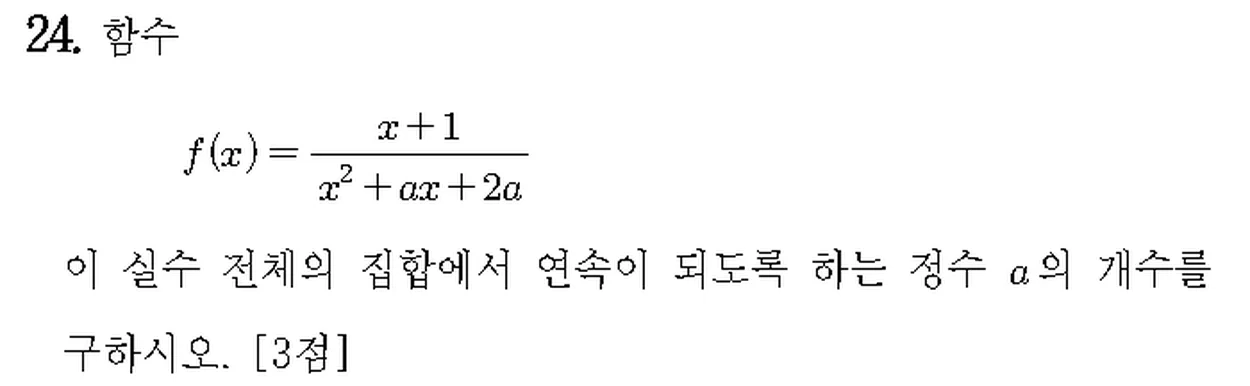 24. 함수
f(x) = \frac{x+1}{x^2+ax+2a}
이 실수 전체의 집합에서 연속이 되도록 하는 정수 a의 개수를
구하시오. [3점]